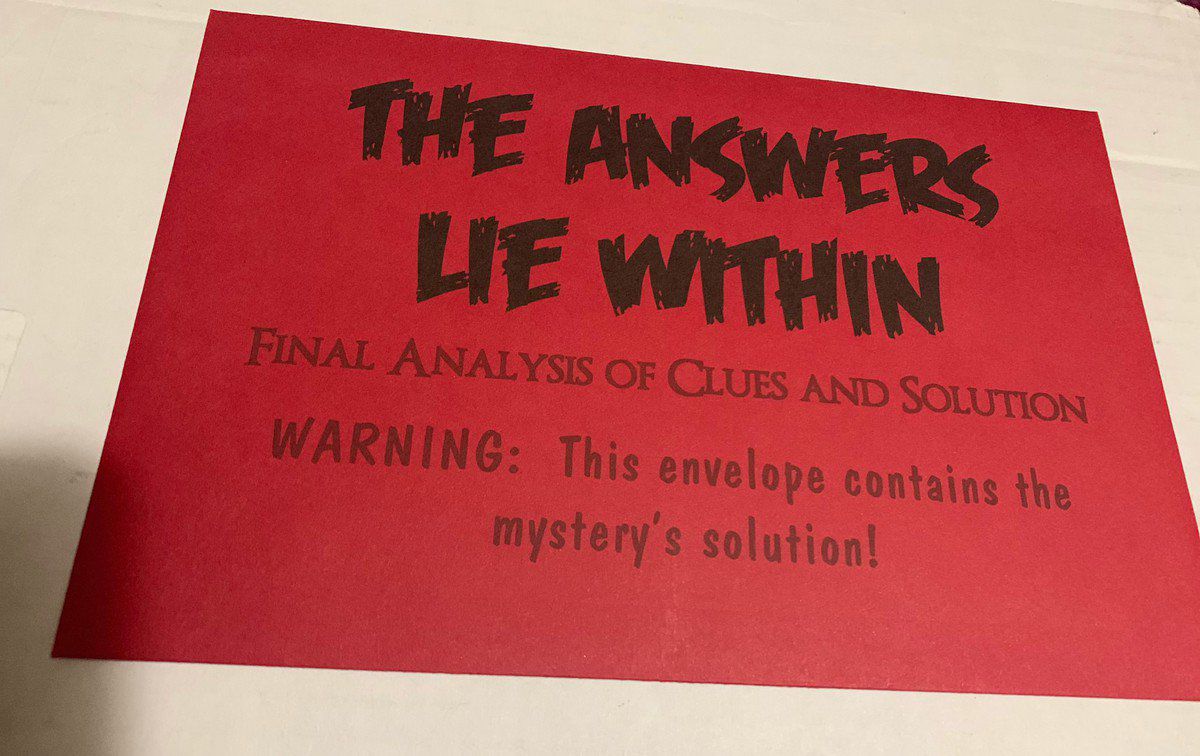 THE ANSWERS
LIE WITHIN
FINAL ANALYSIS OF CLUES AND SOLUTION
WARNING: This envelope contains the
mystery's solution!